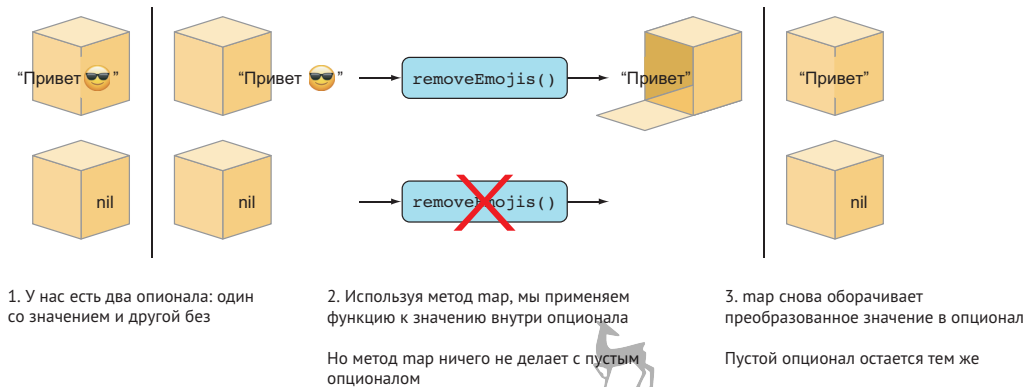 “Привет 😎”
“Привет 😎”
removeEmojis()
“Привет”
“Привет”
nil
nil
removeEmojis()
nil
1. У нас есть два опионала: один
со значением и другой без
2. Используя метод map, мы применяем
функцию к значению внутри опционала
Но метод map ничего не делает с пустым
опционалом
3. map снова оборачивает
преобразованное значение в опционал
Пустой опционал остается тем же